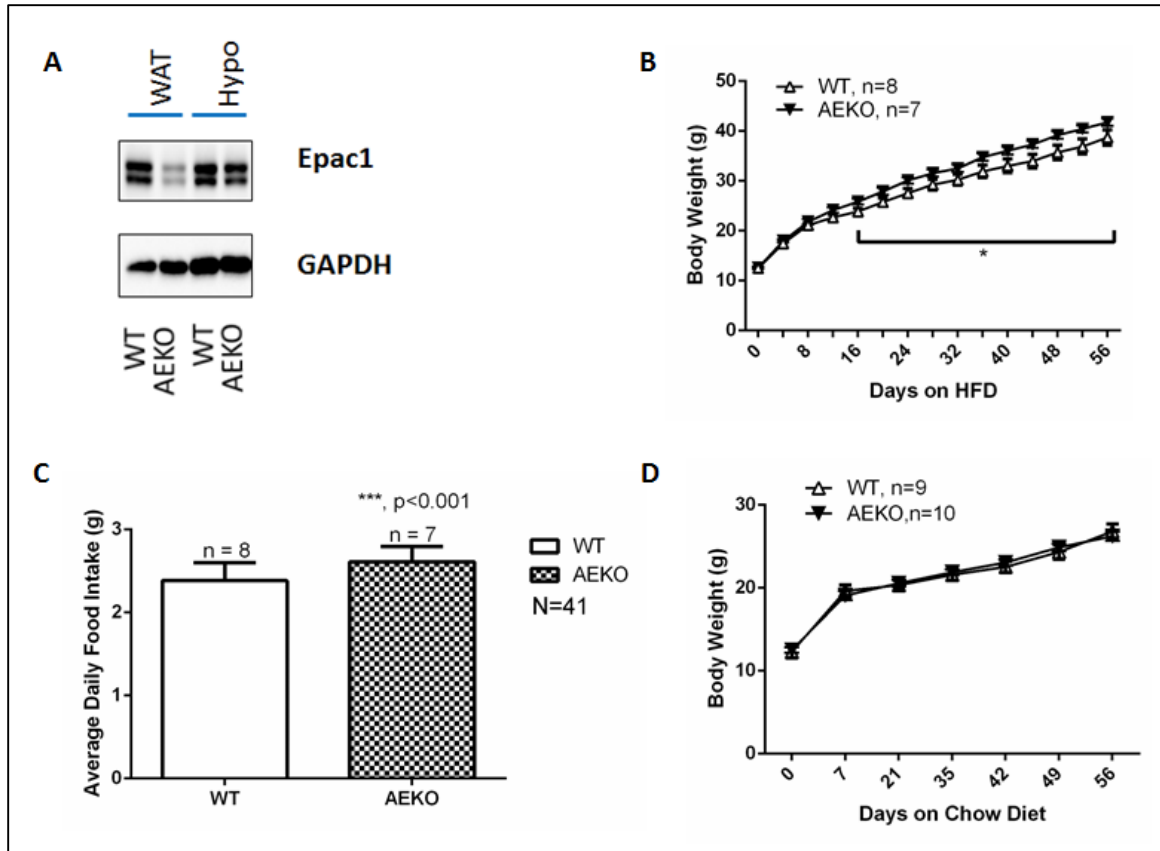 A
WAT
Hypo
Epac1
GAPDH
WT
AEKO
WT
AEKO
B
WT, n=8
AEKO, n=7
Body Weight (g)
50
40
30
20
10
0
*
0
8
16
24
32
40
48
56
Days on HFD
C
***, p<0.001
n = 8
n = 7
WT
AEKO
N=41
Average Daily Food Intake (g)
3
2
1
0
WT
AEKO
D
WT, n=9
AEKO,n=10
Body Weight (g)
30
20
10
0
0
7
21
35
42
49
56
Days on Chow Diet